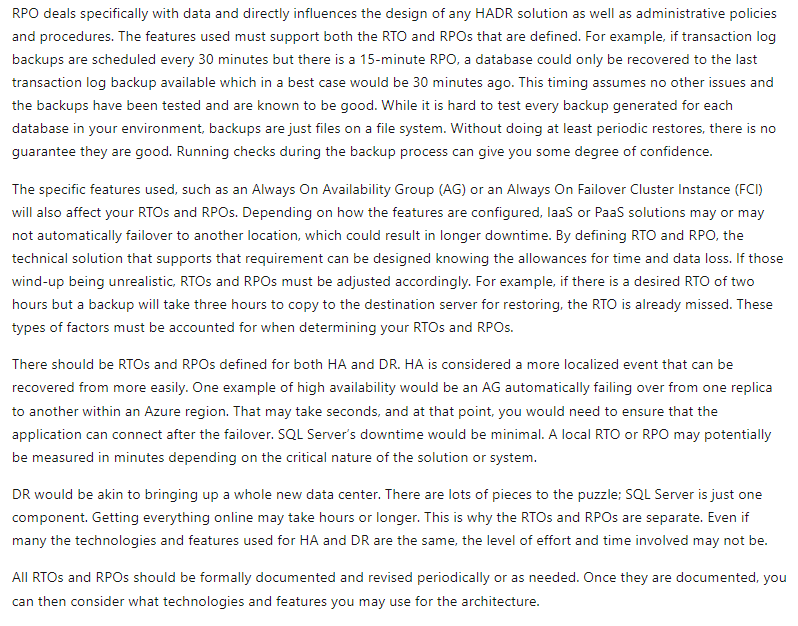 RPO deals specifically with data and directly influences the design of any HADR solution as well as administrative policies
and procedures. The features used must support both the RTO and RPOs that are defined. For example, if transaction log
backups are scheduled every 30 minutes but there is a 15-minute RPO, a database could only be recovered to the last
transaction log backup available which in a best case would be 30 minutes ago. This timing assumes no other issues and
the backups have been tested and are known to be good. While it is hard to test every backup generated for each
database in your environment, backups are just files on a file system. Without doing at least periodic restores, there is no
guarantee they are good. Running checks during the backup process can give you some degree of confidence.
The specific features used, such as an Always On Availability Group (AG) or an Always On Failover Cluster Instance (FCI)
will also affect your RTOs and RPOs. Depending on how the features are configured, IaaS or PaaS solutions may or may
not automatically failover to another location, which could result in longer downtime. By defining RTO and RPO, the
technical solution that supports that requirement can be designed knowing the allowances for time and data loss. If those
wind-up being unrealistic, RTOs and RPOs must be adjusted accordingly. For example, if there is a desired RTO of two
hours but a backup will take three hours to copy to the destination server for restoring, the RTO is already missed. These
types of factors must be accounted for when determining your RTOs and RPOs.
There should be RTOs and RPOs defined for both HA and DR. HA is considered a more localized event that can be
recovered from more easily. One example of high availability would be an AG automatically failing over from one replica
to another within an Azure region. That may take seconds, and at that point, you would need to ensure that the
application can connect after the failover. SQL Server's downtime would be minimal. A local RTO or RPO may potentially
be measured in minutes depending on the critical nature of the solution or system.
DR would be akin to bringing up a whole new data center. There are lots of pieces to the puzzle; SQL Server is just one
component. Getting everything online may take hours or longer. This is why the RTOs and RPOs are separate. Even if
many the technologies and features used for HA and DR are the same, the level of effort and time involved may not be.
All RTOs and RPOs should be formally documented and revised periodically or as needed. Once they are documented, you
can then consider what technologies and features you may use for the architecture.